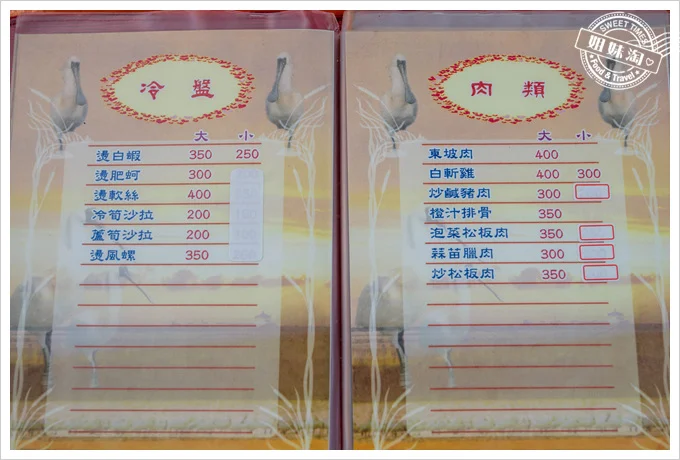 冷盤
大 小
燙白蝦 350 250
燙肥蚵 300
燙軟絲 400
冷筍沙拉 200
蘆筍沙拉 200
燙鳳螺 350
肉類
大 小
東坡肉 400
白斬雞 400 300
炒鹹豬肉 300
橙汁排骨 350
泡菜松板肉 350
蒜苗臘肉 300
炒松板肉 350
SWEET TIMES
姐妹淘
Food & Travel